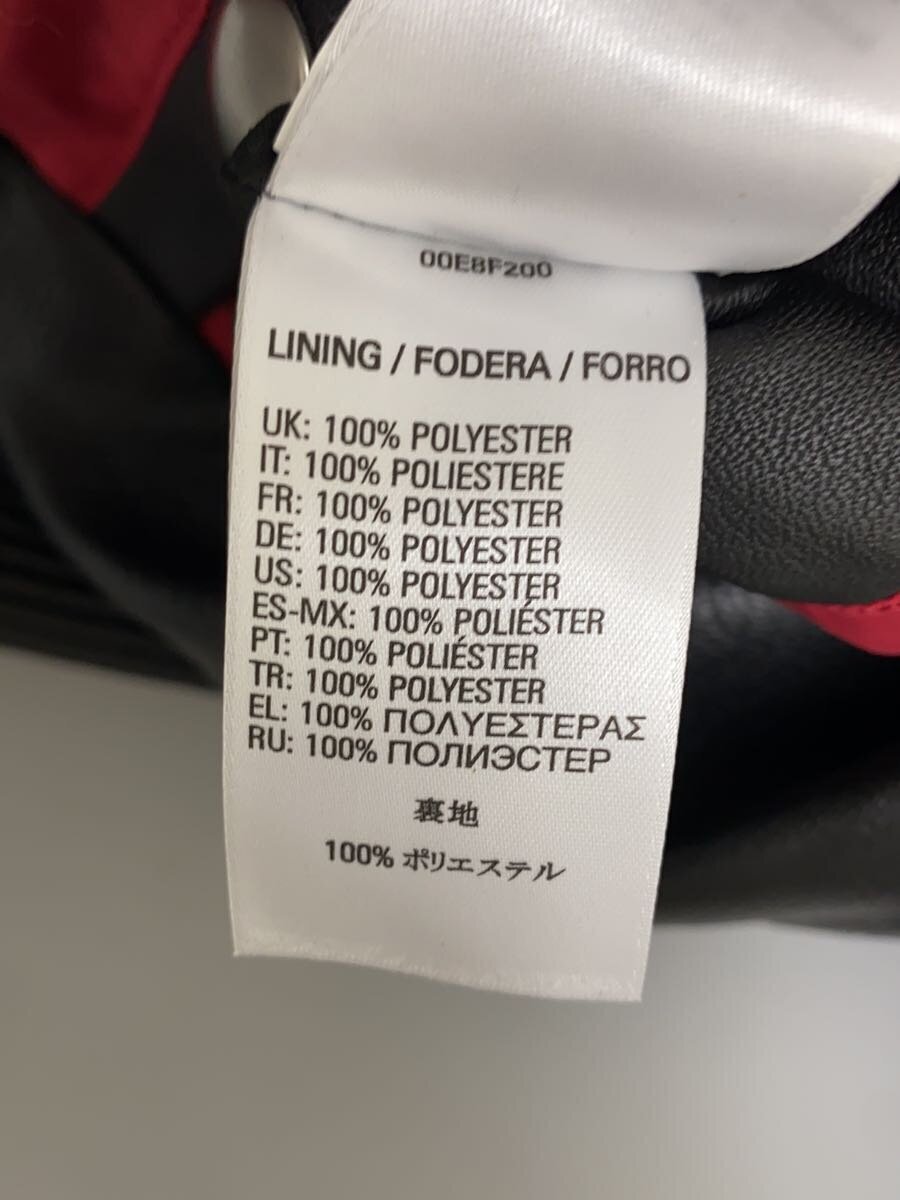 00E8F200
LINING / FODERA / FORRO
UK: 100% POLYESTER
IT: 100% POLIESTERE
FR: 100% POLYESTER
DE: 100% POLYESTER
US: 100% POLYESTER
ES-MX: 100% POLIÉSTER
PT: 100% POLIÉSTER
TR: 100% POLYESTER
EL: 100% ΠΟΛΥΕΣΤΕΡΑΣ
RU: 100% ПОЛИЭСТЕР
裏地
100% ポリエステル